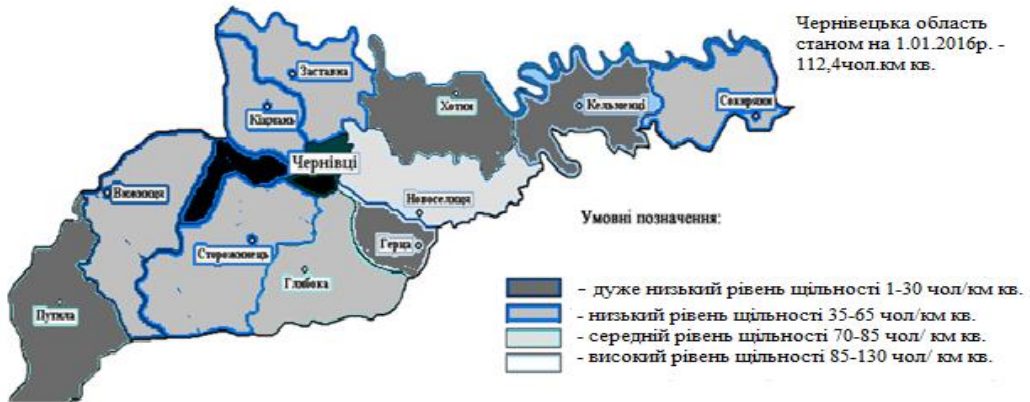 Чернівецька область
станом на 1.01.2016р. -
112,4чол.км кв.
Заставна
Хотин
Кельменці
Сокиряни
Кіцмань
Чернівці
Вижниця
Новоселиця
Умовні позначення:
Сторожинець
Герца
Глибока
Путила
- дуже низький рівень щільності 1-30 чол/км кв.
- низький рівень щільності 35-65 чол/км кв.
- середній рівень щільності 70-85 чол/ км кв.
- високий рівень щільності 85-130 чол/ км кв.